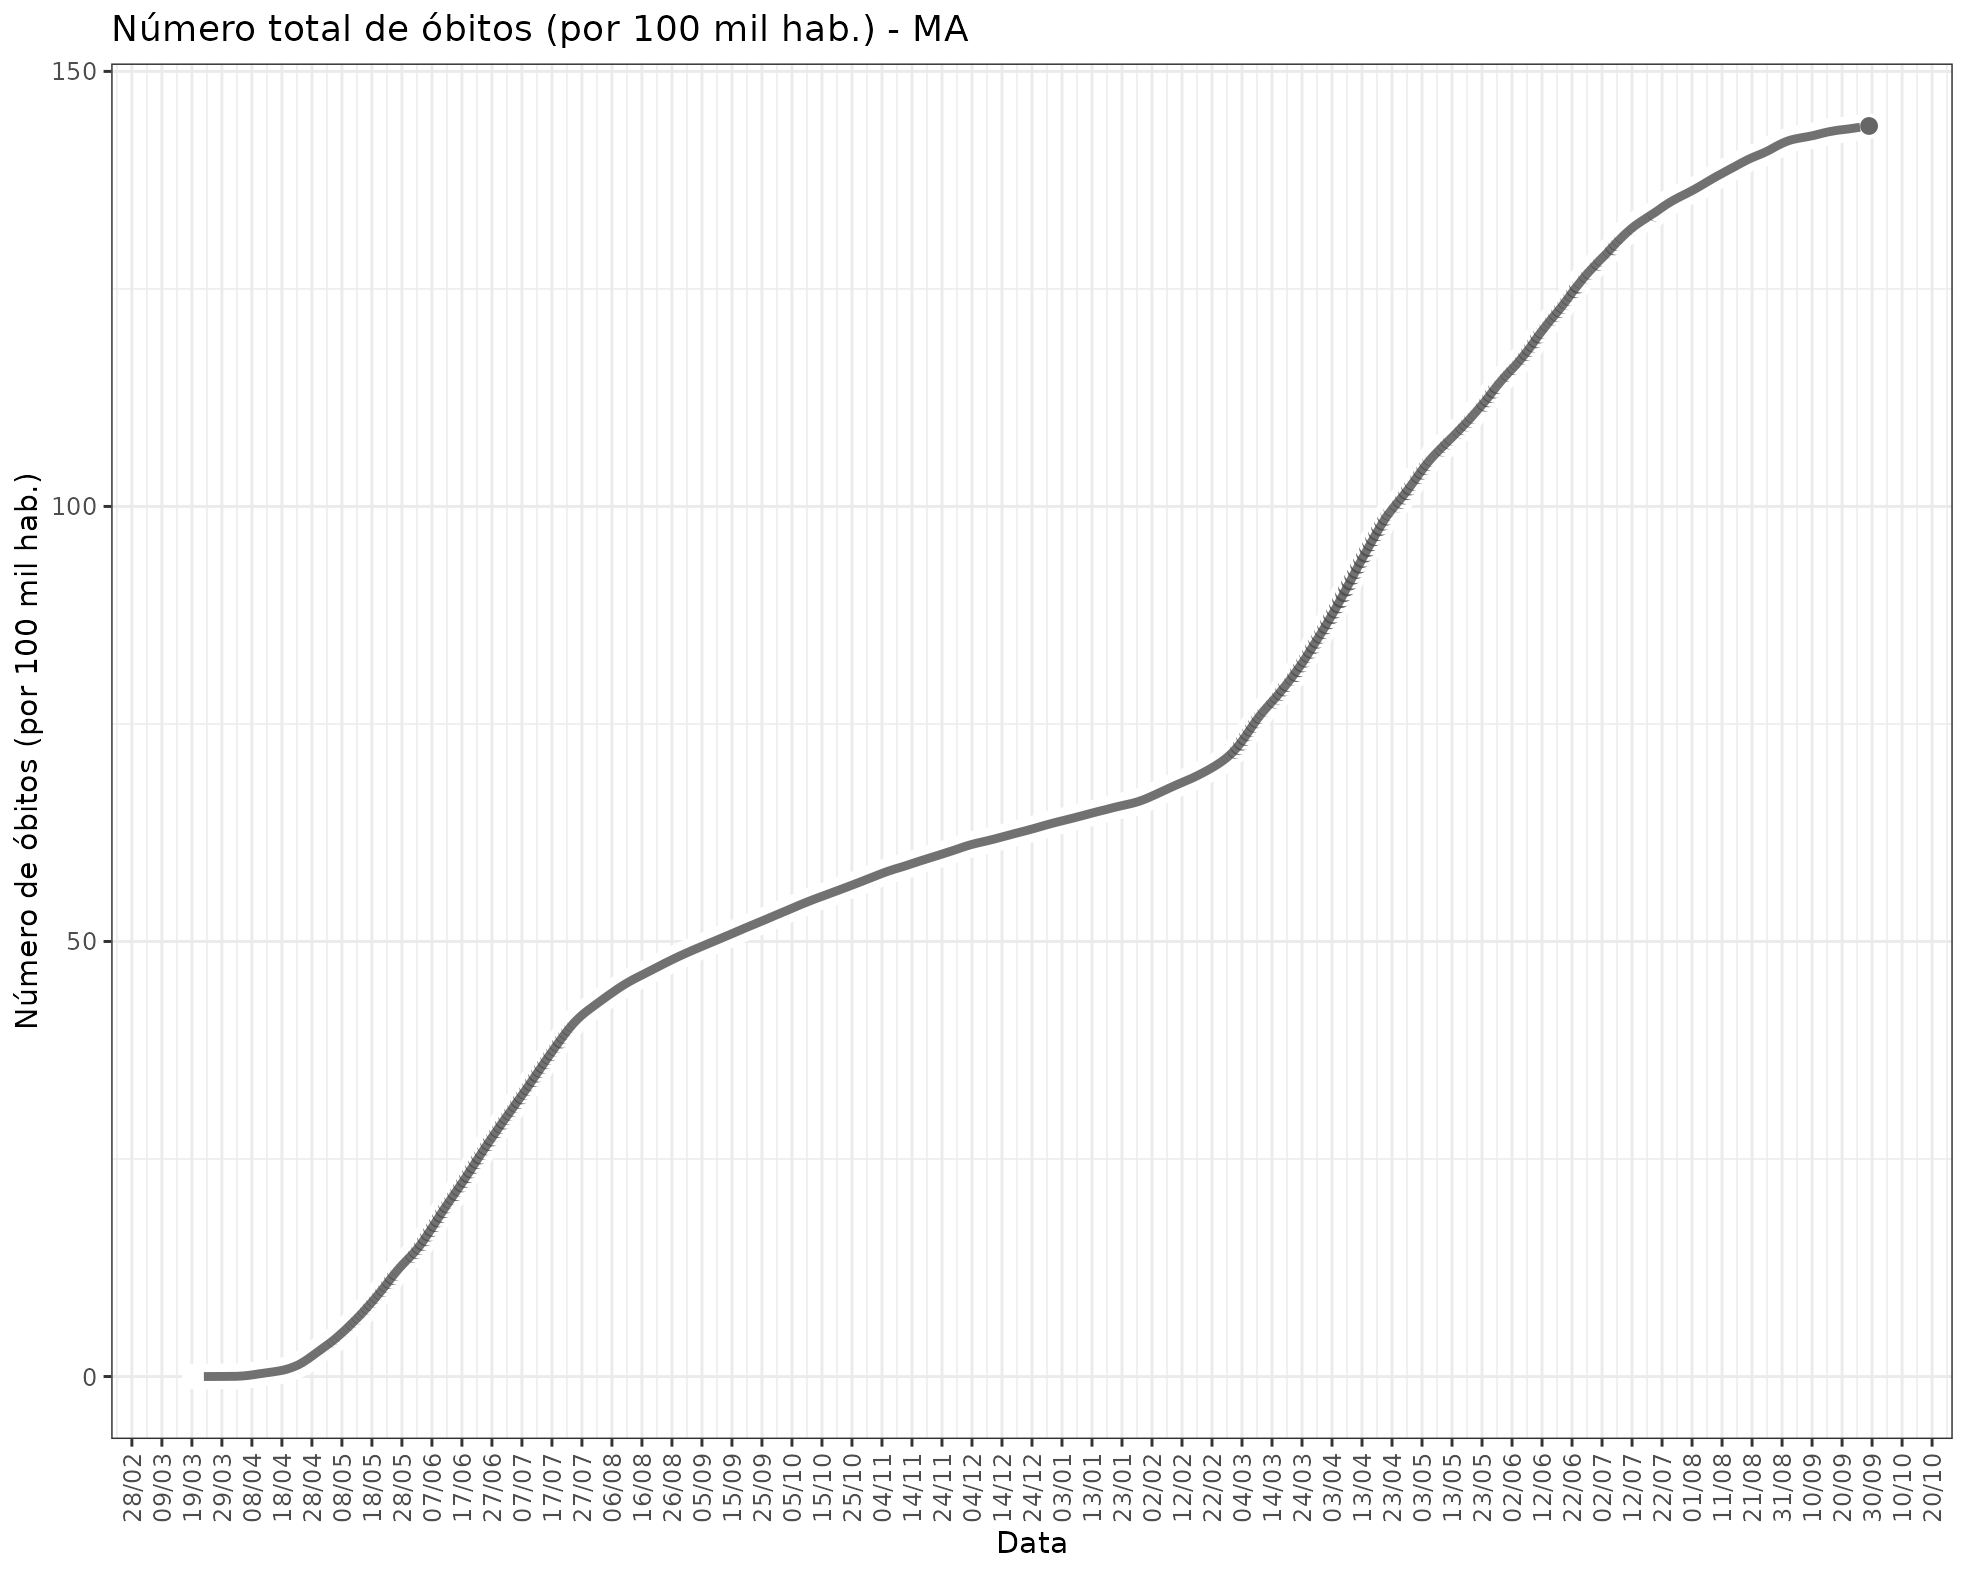 Número total de óbitos (por 100 mil hab.) - MA
Número de óbitos (por 100 mil hab.)
150
100
50
0
28/02 09/03 19/03 29/03 08/04 18/04 28/04 08/05 18/05 28/05 07/06 17/06 27/06 07/07 17/07 27/07 06/08 16/08 26/08 05/09 15/09 25/09 05/10 15/10 25/10 04/11 14/11 24/11 04/12 14/12 24/12 03/01 13/01 23/01 02/02 12/02 22/02 04/03 14/03 24/03 03/04 13/04 23/04 03/05 13/05 23/05 02/06 12/06 22/06 02/07 12/07 22/07 01/08 11/08 21/08 31/08 10/09 20/09 30/09 10/10 20/10
Data